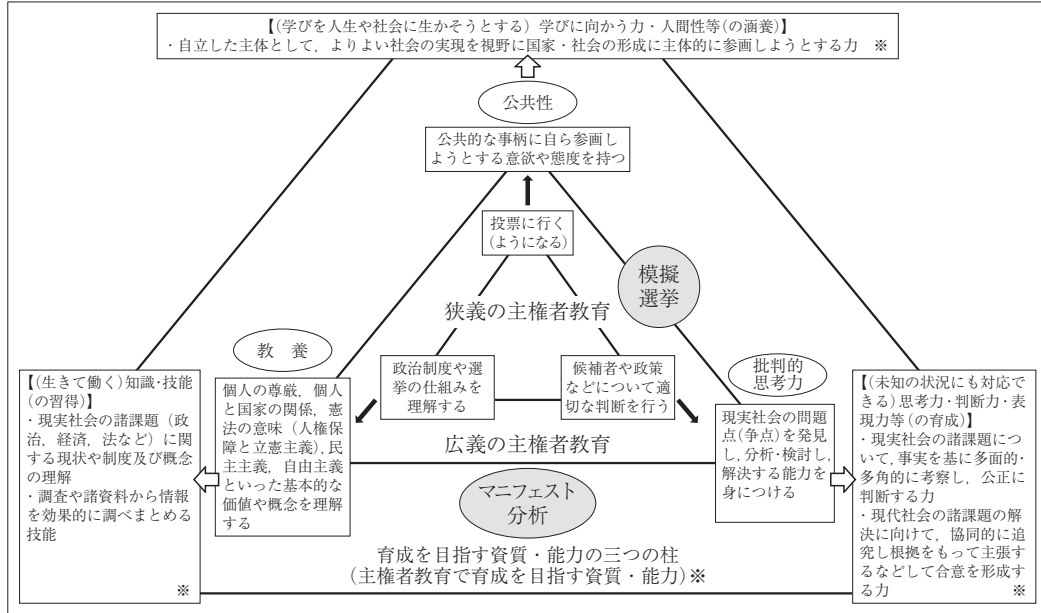 【(学びを人生や社会に生かそうとする) 学びに向かう力・人間性等(の涵養)】
・自立した主体として，よりよい社会の実現を視野に国家・社会の形成に主体的に参画しようとする力　※
公共性
公共的な事柄に自ら参画し
ようとする意欲や態度を持つ
投票に行く
(ようになる)
模擬
選挙
狭義の主権者教育
教　養
政治制度や選
挙の仕組みを
理解する
候補者や政策
などについて適
切な判断を行う
批判的
思考力
【(生きて働く)知識・技能
(の習得)】
・現実社会の諸課題（政
治，経済，法など）に関
する現状や制度及び概念
の理解
・調査や諸資料から情報
を効果的に調べまとめる
技能
※
個人の尊厳，個人
と国家の関係，憲
法の意味（人権保
障と立憲主義），民
主主義，自由主義
といった基本的な
価値や概念を理解
する
広義の主権者教育
現実社会の問題
点(争点)を発見
し，分析・検討し，
解決する能力を
身につける
【(未知の状況にも対応でき
る) 思考力・判断力・表
現力等(の育成)】
・現実社会の諸課題につい
て，事実を基に多面的・
多角的に考察し，公正に
判断する力
・現代社会の諸課題の解
決に向けて，協同的に追
究し根拠をもって主張す
るなどして合意を形成す
る力　※
マニフェスト
分析
育成を目指す資質・能力の三つの柱
(主権者教育で育成を目指す資質・能力)※